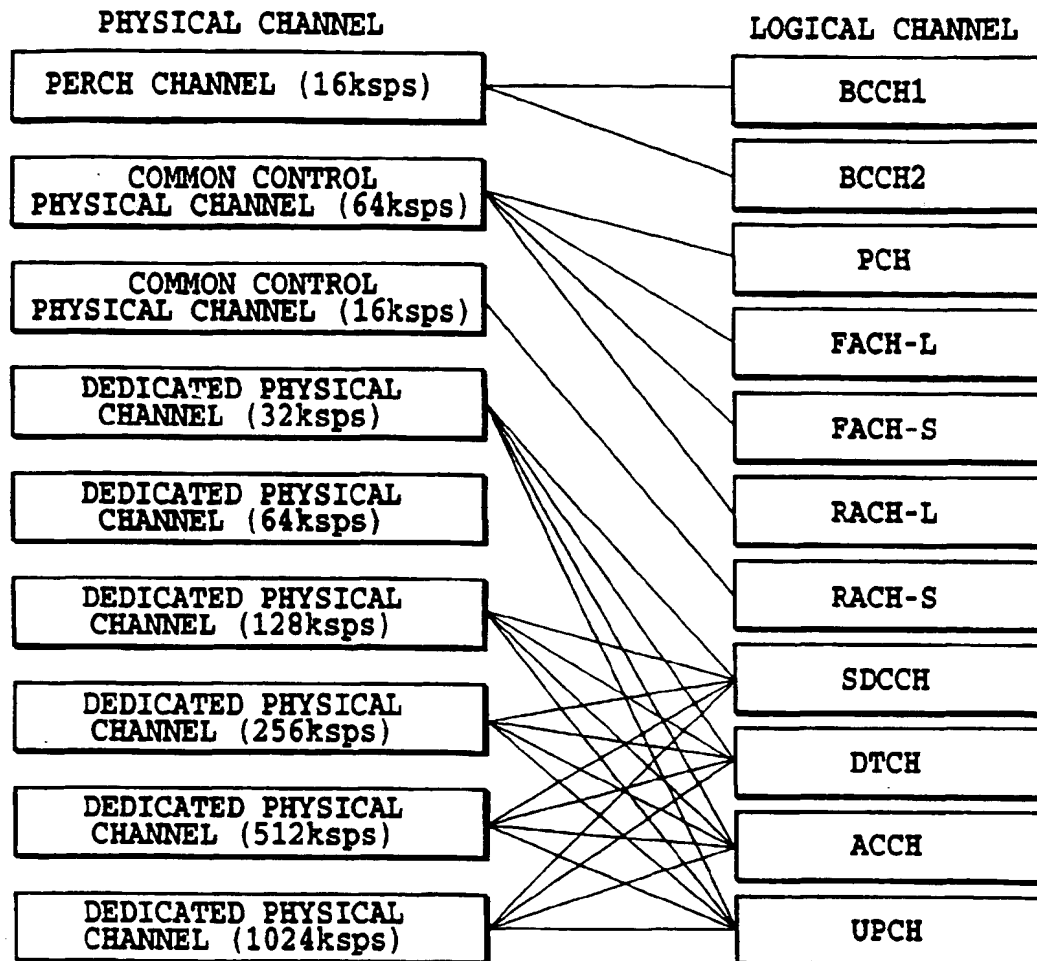 PHYSICAL CHANNEL
PERCH CHANNEL (16ksps)
COMMON CONTROL
PHYSICAL CHANNEL (64ksps)
COMMON CONTROL
PHYSICAL CHANNEL (16ksps)
DEDICATED PHYSICAL
CHANNEL (32ksps)
DEDICATED PHYSICAL
CHANNEL (64ksps)
DEDICATED PHYSICAL
CHANNEL (128ksps)
DEDICATED PHYSICAL
CHANNEL (256ksps)
DEDICATED PHYSICAL
CHANNEL (512ksps)
DEDICATED PHYSICAL
CHANNEL (1024ksps)
LOGICAL CHANNEL
BCCH1
BCCH2
PCH
FACH-L
FACH-S
RACH-L
RACH-S
SDCCH
DTCH
ACCH
UPCH